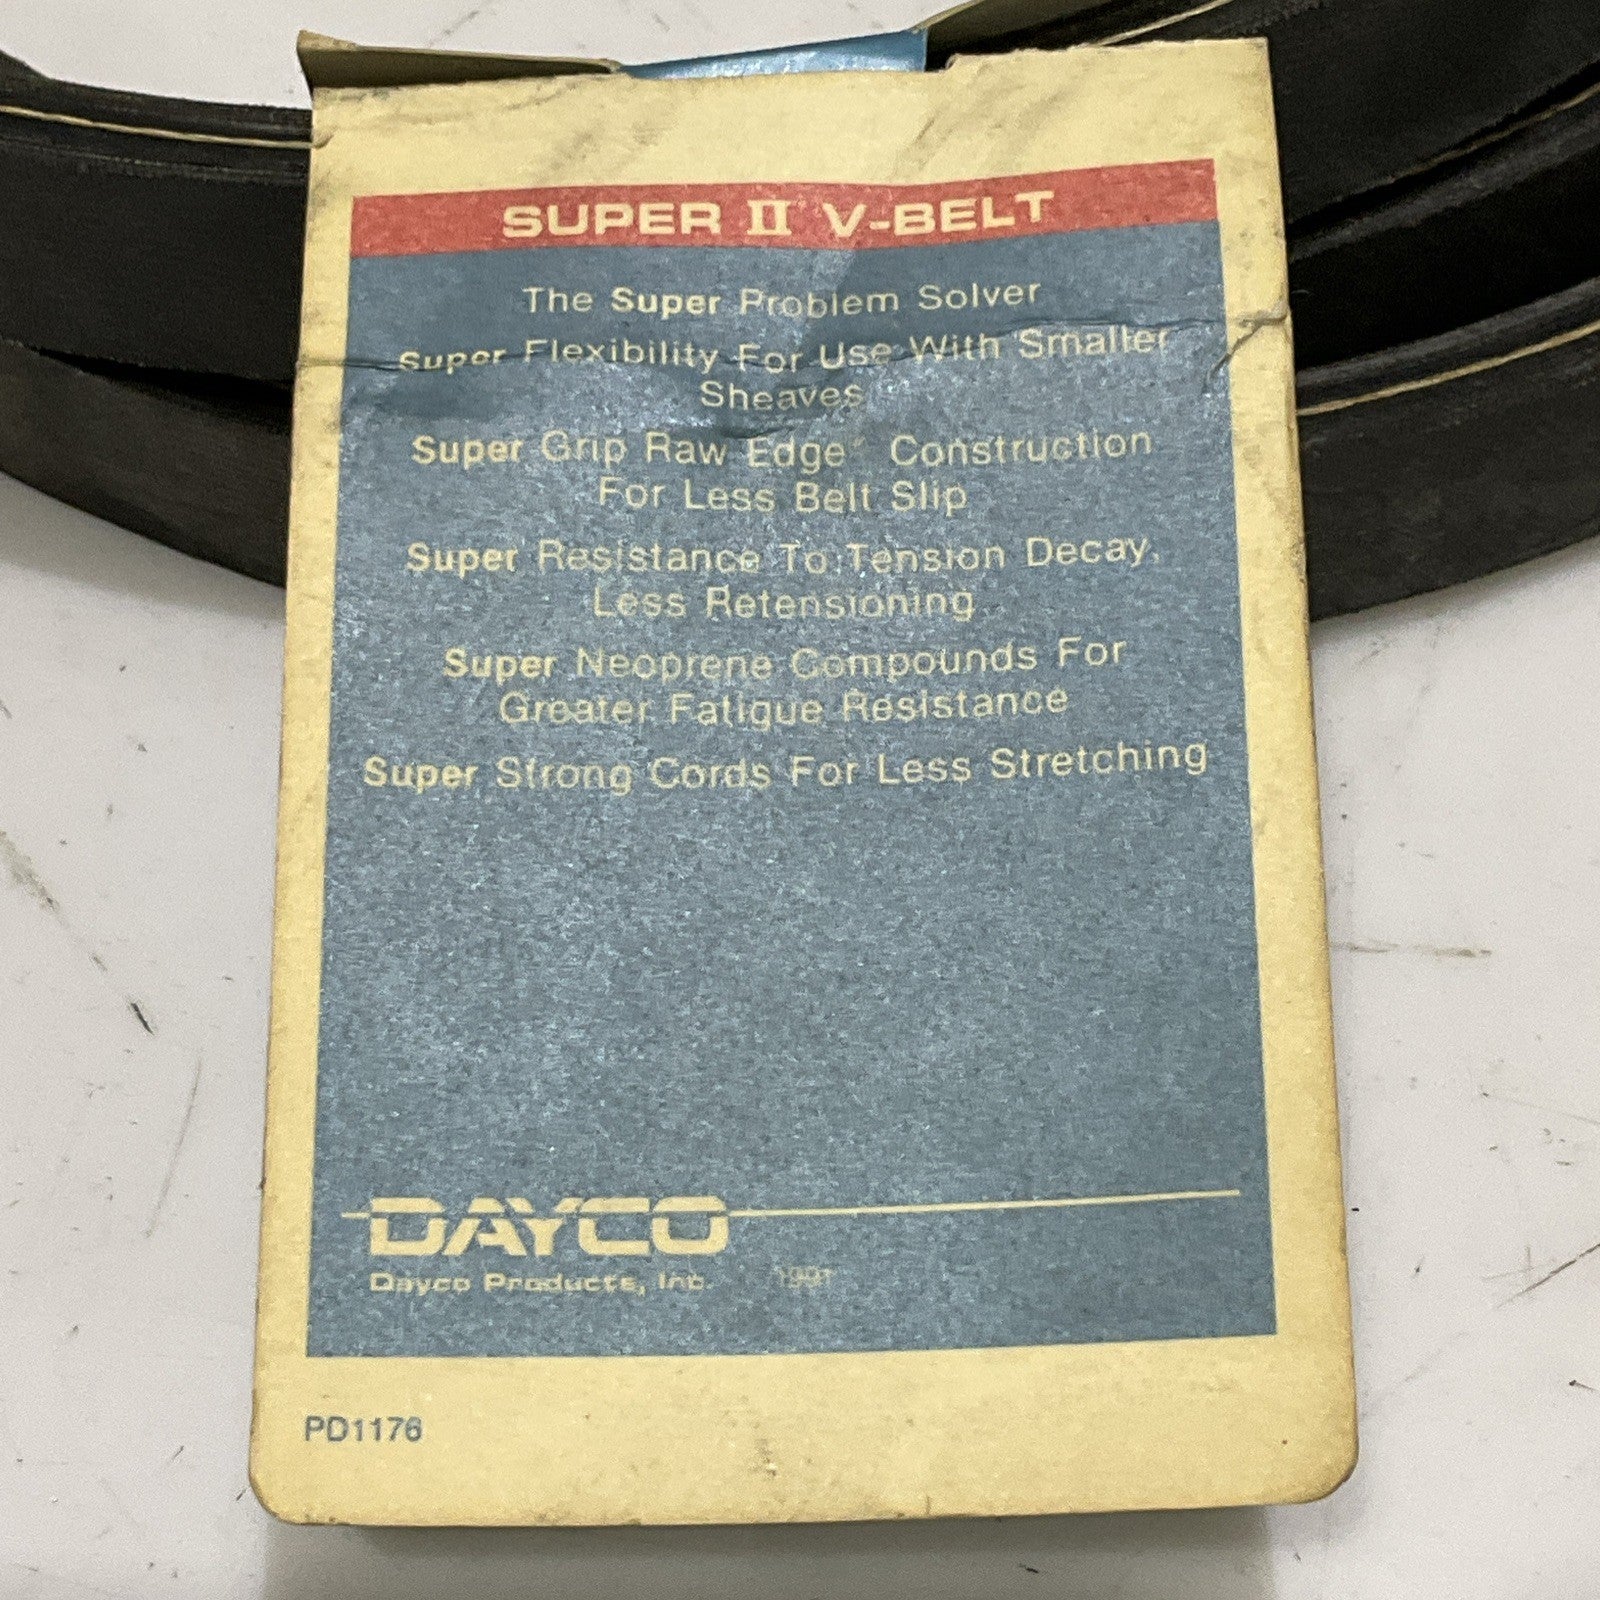 SUPER II V-BELT
The Super Problem Solver
Super Flexibility For Use With Smaller
Sheaves
Super Grip Raw Edge® Construction
For Less Belt Slip
Super Resistance To Tension Decay,
Less Retensioning
Super Neoprene Compounds For
Greater Fatigue Resistance
Super Strong Cords For Less Stretching
DAYCO
Dayco Products, Inc. 1991
PD1176